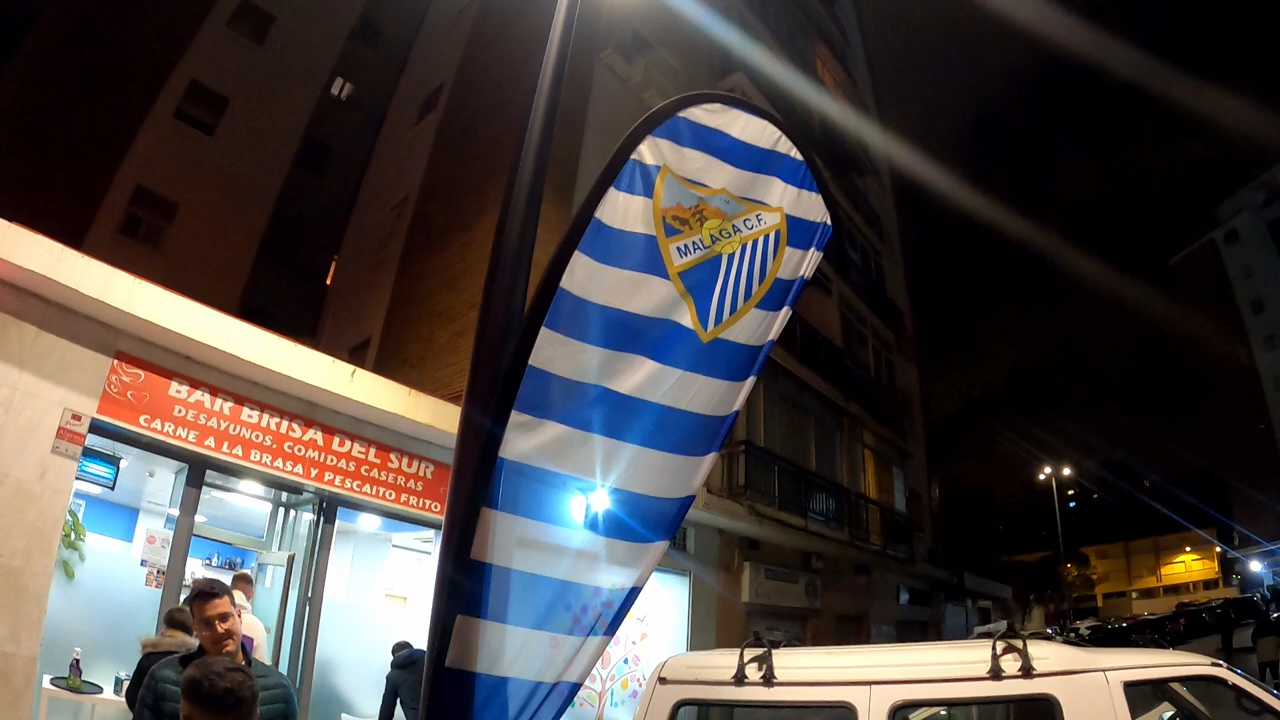 MALAGA C.F.
BAR BRISA DEL SUR
DESAYUNOS, COMIDAS CASERAS
CARNE A LA BRASA Y PESCAITO FRITO